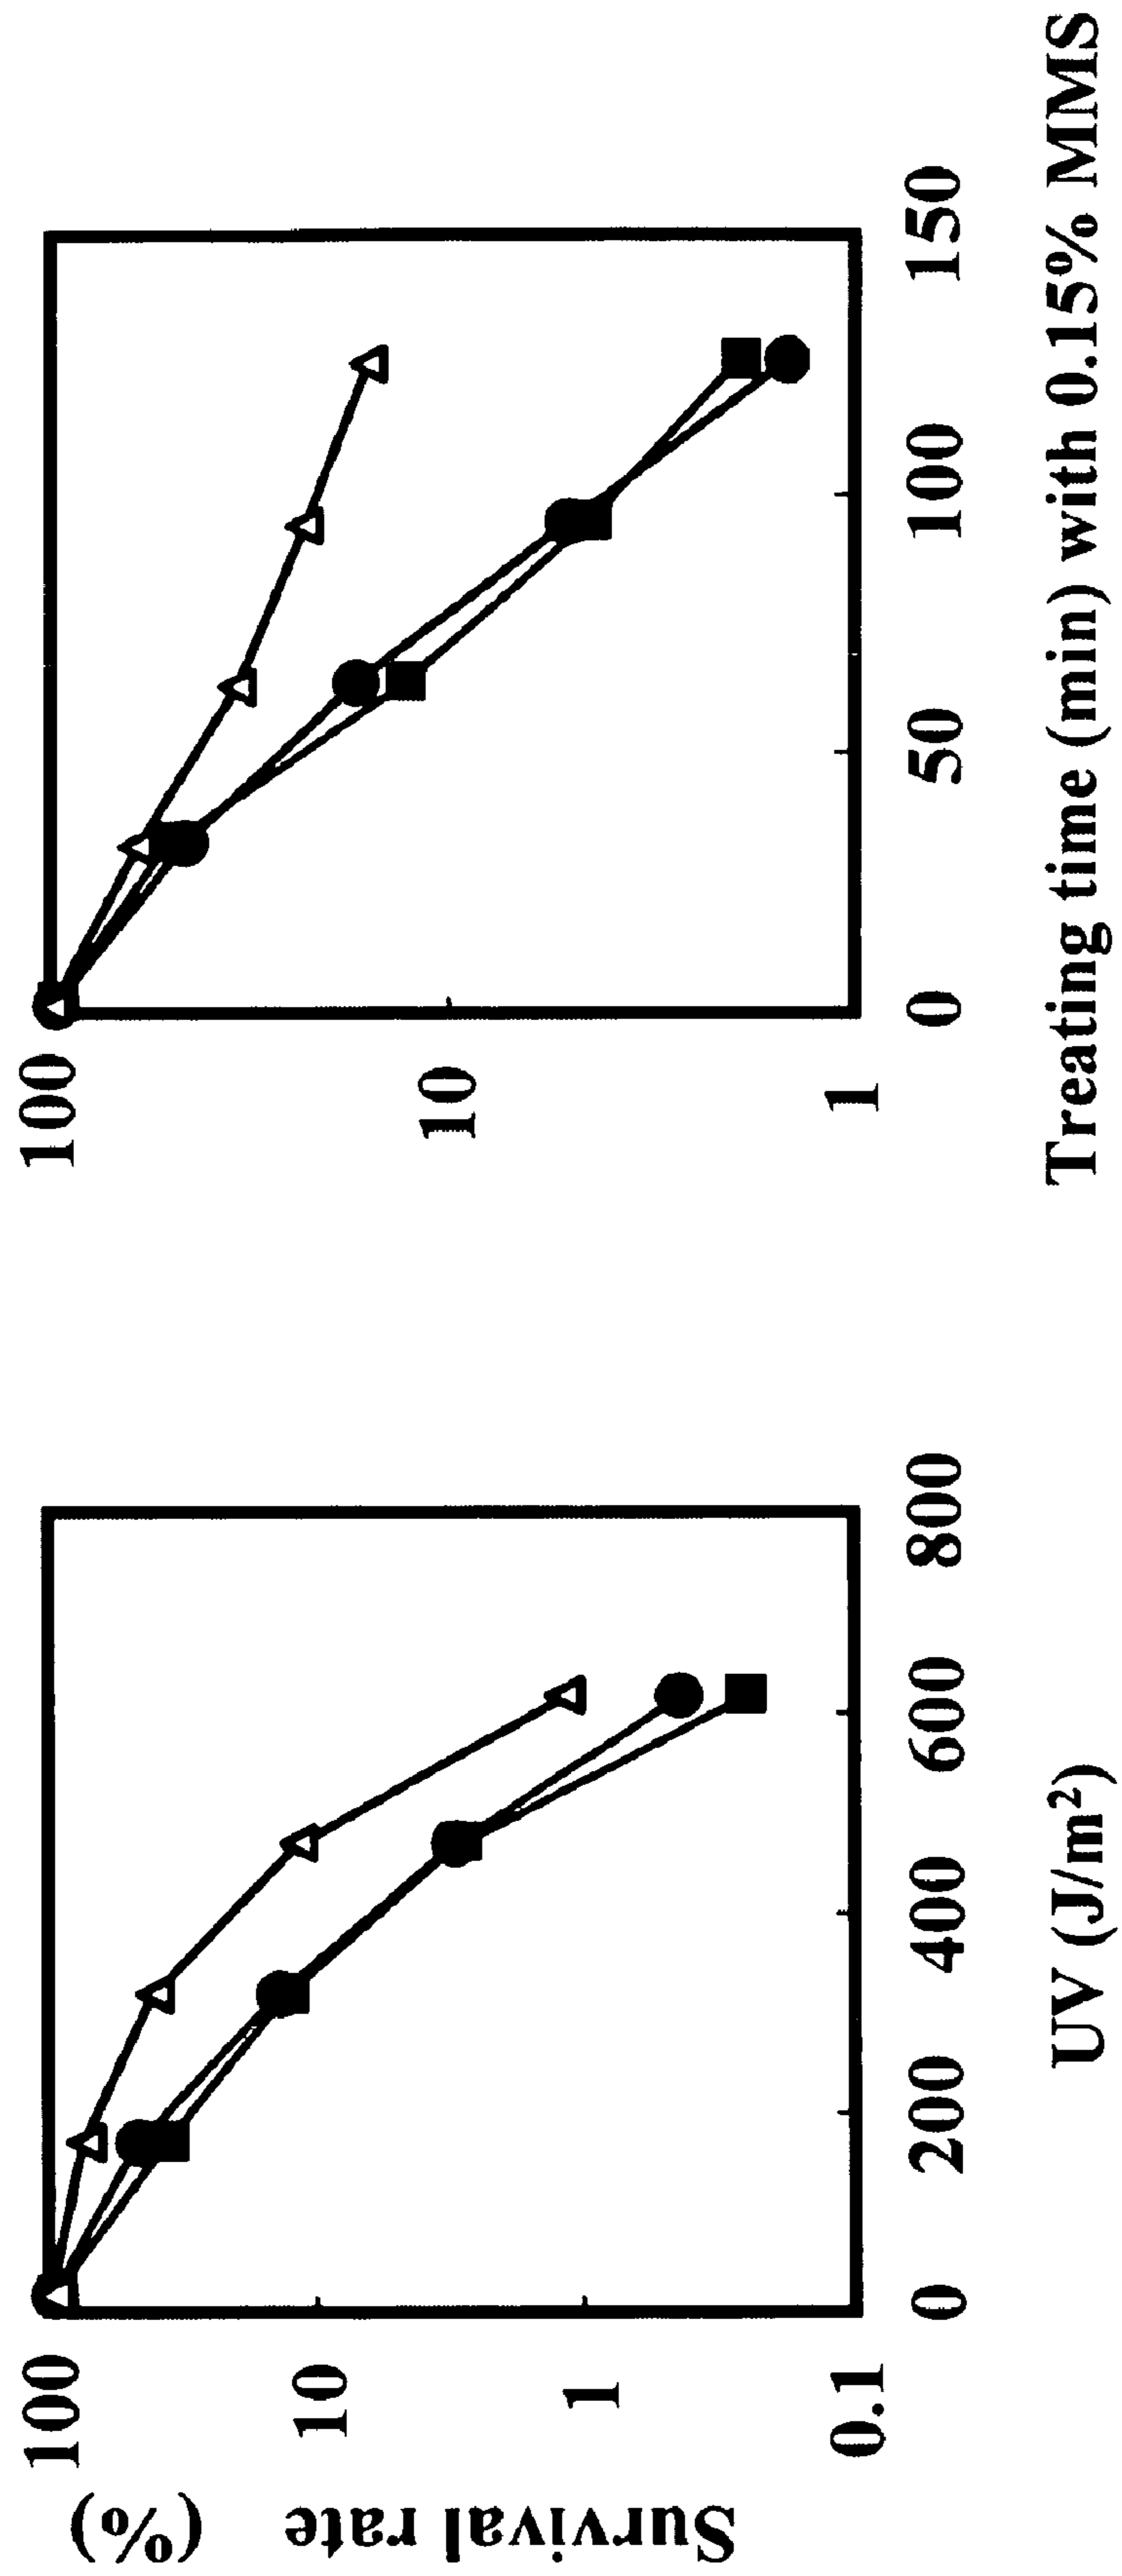 Survival rate (%)
100
10
1
0.1
0 200 400 600 800
UV (J/m²)
100
10
1
0 50 100 150
Treating time (min) with 0.15% MMS